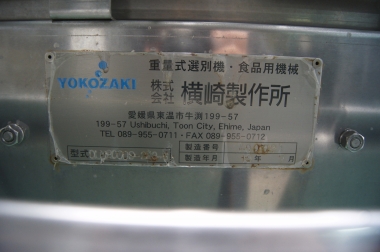 重量式選別機・食品用機械
YOKOZAKI 株式会社 横崎製作所
愛媛県東温市牛渕199-57
199-57 Ushibuchi, Toon City, Ehime, Japan
TEL 089-955-0711・FAX 089-955-0712
型式
製造番号
製造年月 年 月